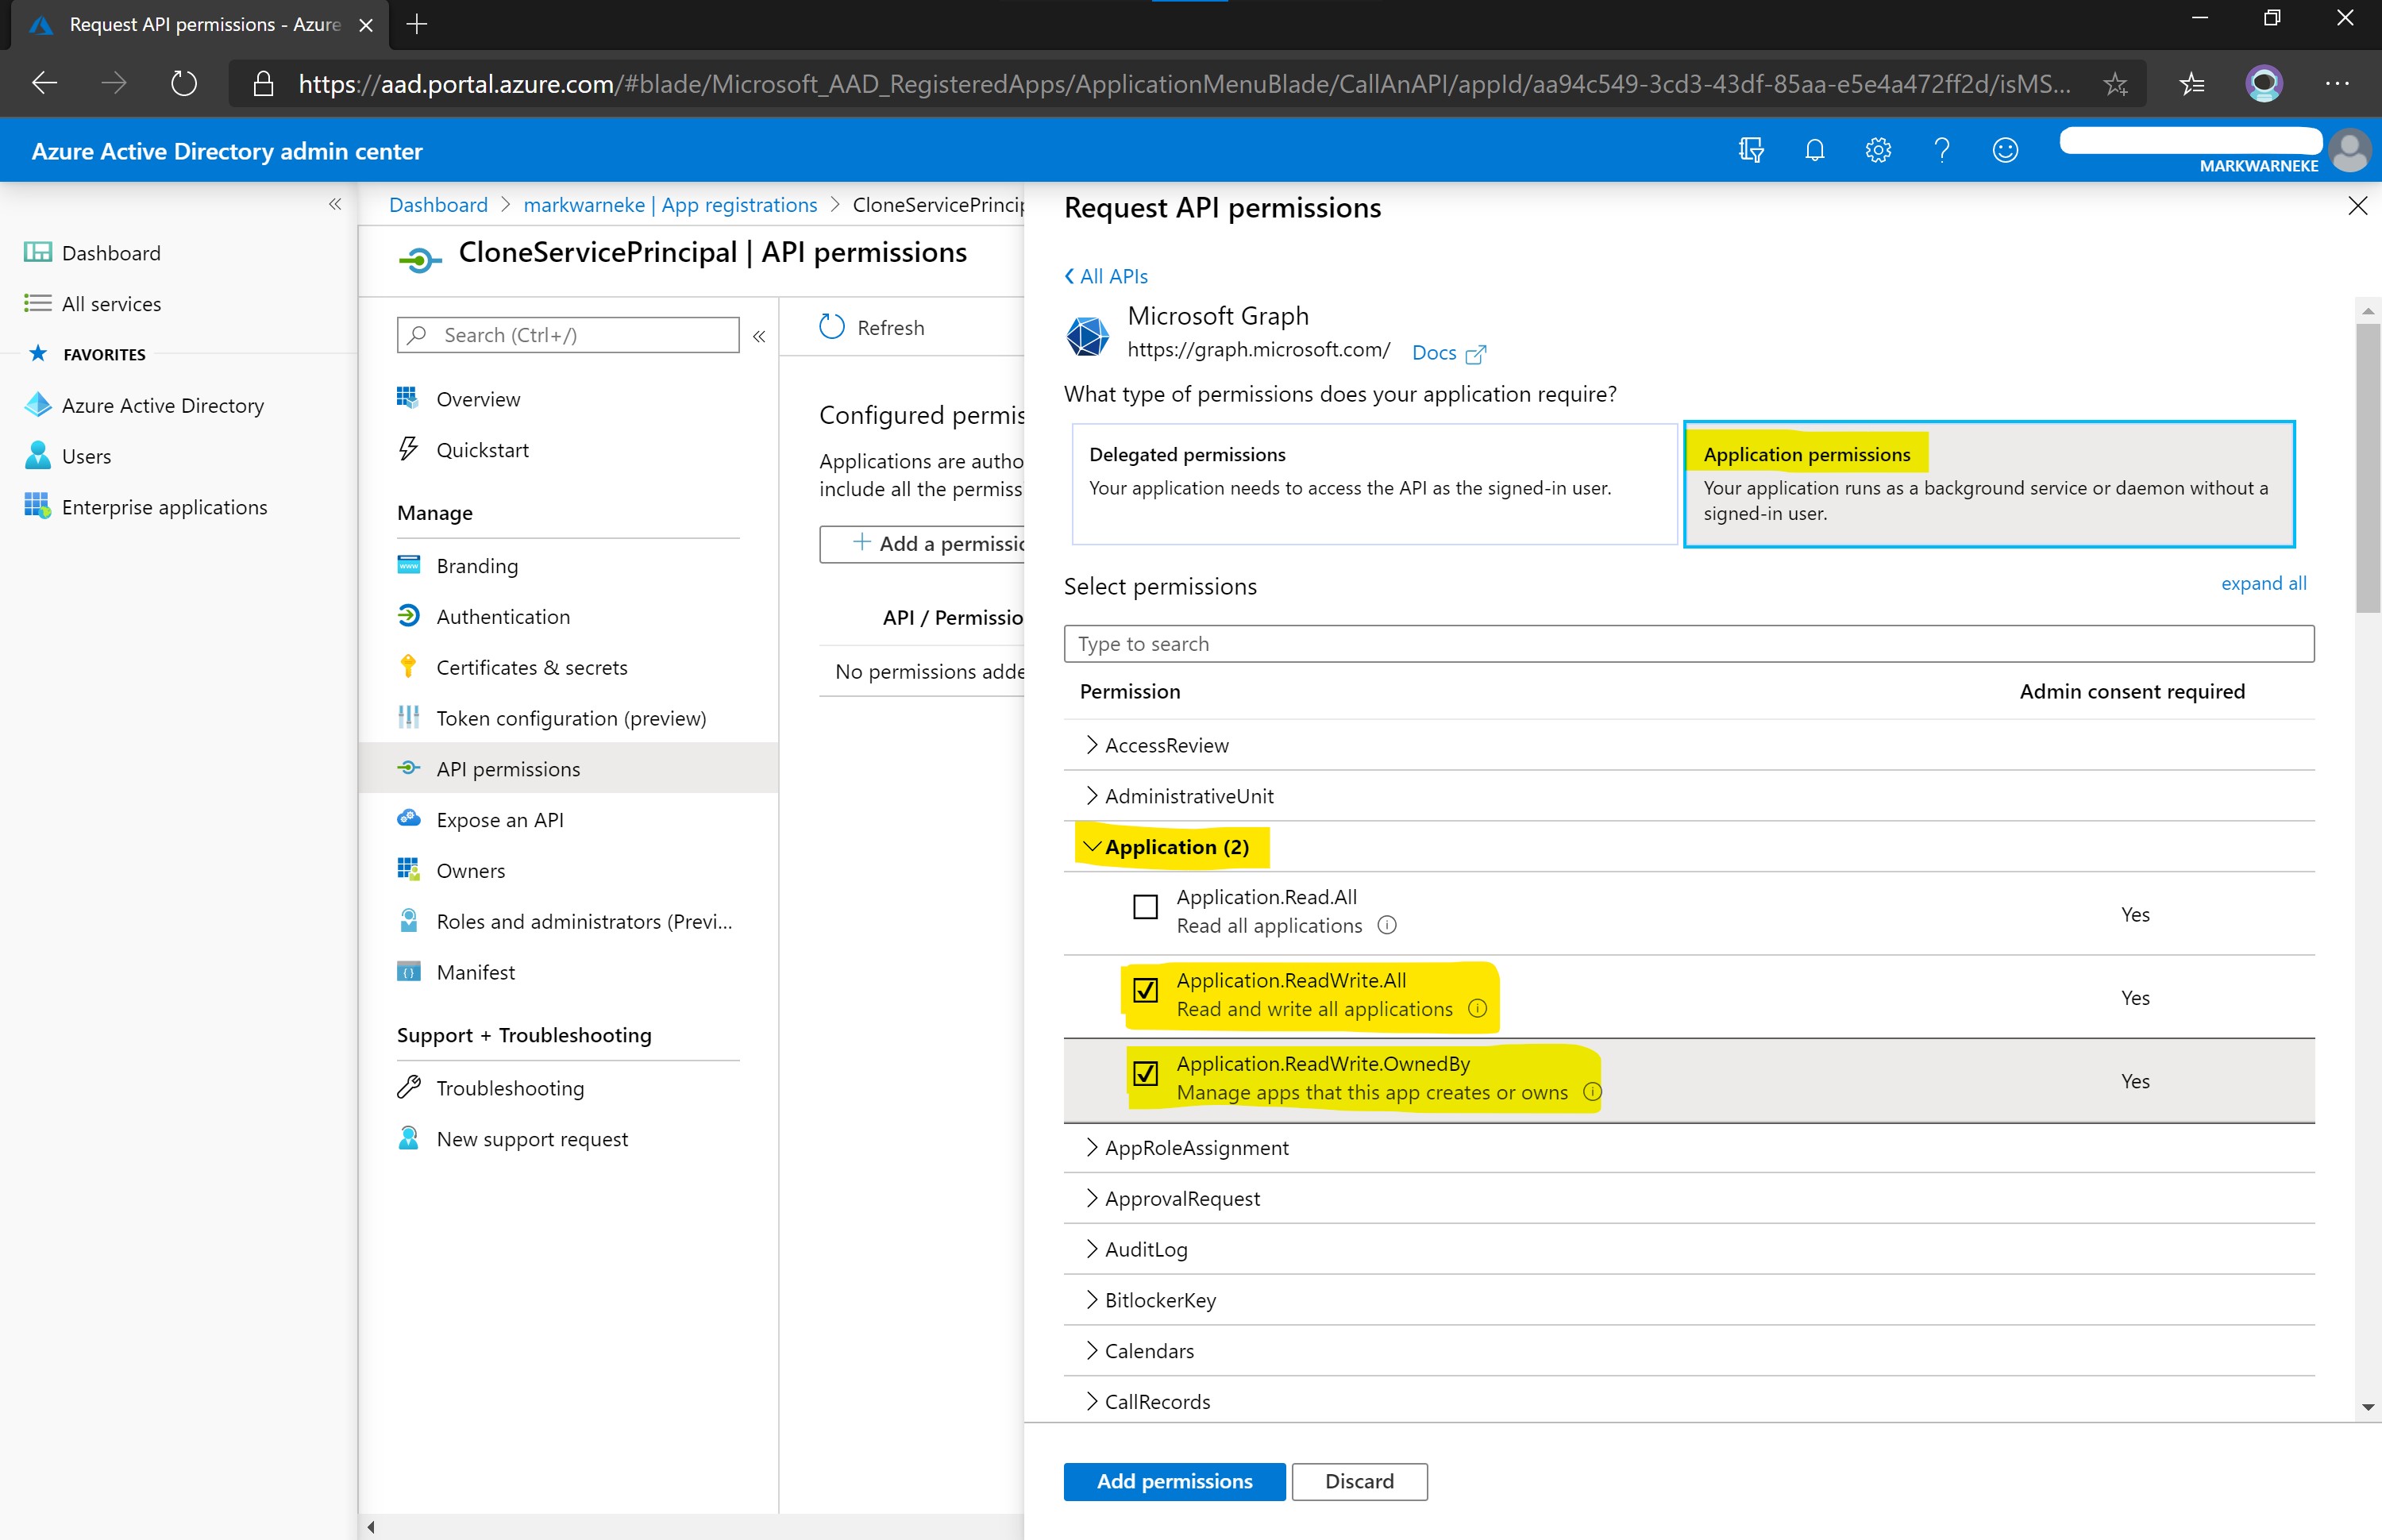 Request API permissions - Azure
https://aad.portal.azure.com/#blade/Microsoft_AAD_RegisteredApps/ApplicationMenuBlade/CallAnAPI/appId/aa94c549-3cd3-43df-85aa-e5e4a472ff2d/isMS...
Azure Active Directory admin center
MARKWARNEKE
Dashboard
All services
FAVORITES
Azure Active Directory
Users
Enterprise applications
Dashboard > markwarneke | App registrations > CloneServicePrincip
CloneServicePrincipal | API permissions
Search (Ctrl+/)
Overview
Quickstart
Manage
Branding
Authentication
Certificates & secrets
Token configuration (preview)
API permissions
Expose an API
Owners
Roles and administrators (Previ...
Manifest
Support + Troubleshooting
Troubleshooting
New support request
Refresh
Configured permis
Applications are autho
include all the permiss
+ Add a permissic
API / Permissio
No permissions adde
Request API permissions
All APIs
Microsoft Graph
https://graph.microsoft.com/ Docs
What type of permissions does your application require?
Delegated permissions
Your application needs to access the API as the signed-in user.
Application permissions
Your application runs as a background service or daemon without a
signed-in user.
Select permissions
expand all
Type to search
Permission Admin consent required
AccessReview
AdministrativeUnit
Application (2)
Application.Read.All
Read all applications
Yes
Application.ReadWrite.All
Read and write all applications
Yes
Application.ReadWrite.OwnedBy
Manage apps that this app creates or owns
Yes
AppRoleAssignment
ApprovalRequest
AuditLog
BitlockerKey
Calendars
CallRecords
Add permissions
Discard